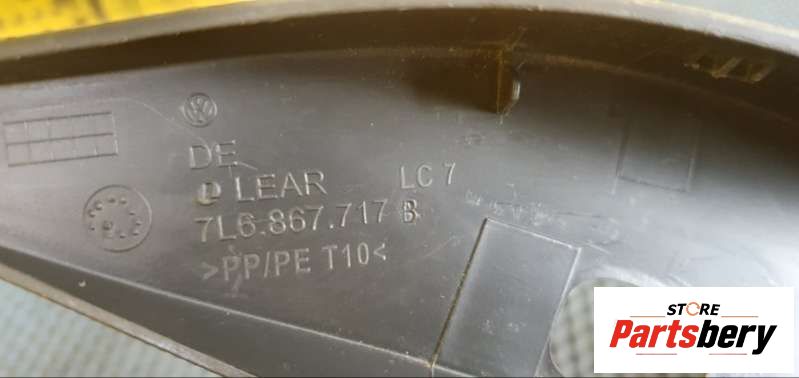 DE
LEAR LC 7
7L6.867.717 B
>PP/PE T10<
STORE
Partsbery